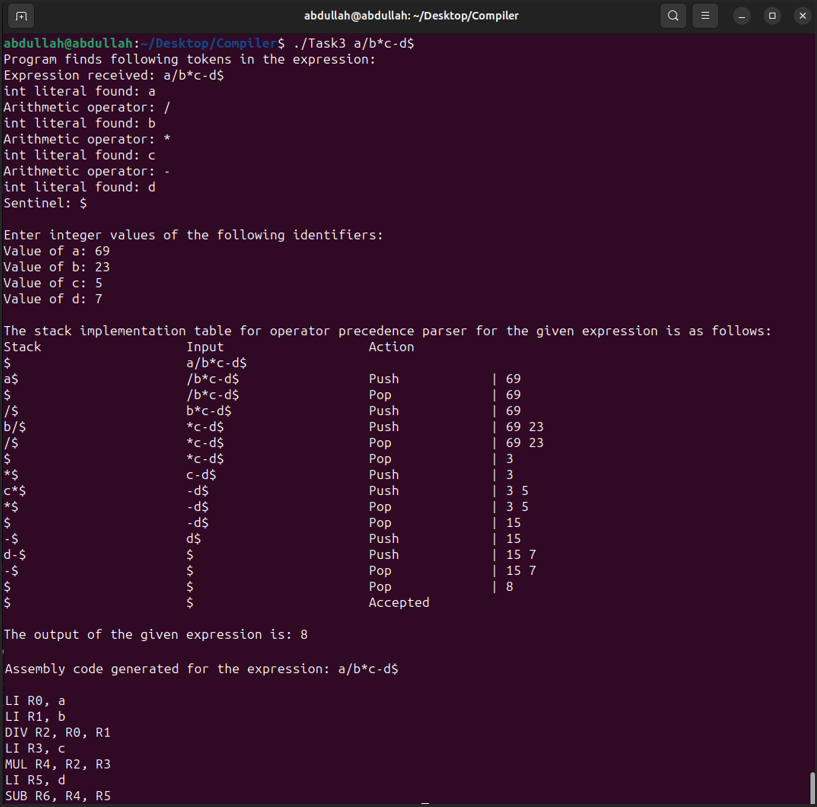 abdullah@abdullah: ~/Desktop/Compiler
abdullah@abdullah:~/Desktop/Compiler$ ./Task3 a/b*c-d$
Program finds following tokens in the expression:
Expression received: a/b*c-d$
int literal found: a
Arithmetic operator: /
int literal found: b
Arithmetic operator: *
int literal found: c
Arithmetic operator: -
int literal found: d
Sentinel: $
Enter integer values of the following identifiers:
Value of a: 69
Value of b: 23
Value of c: 5
Value of d: 7
The stack implementation table for operator precedence parser for the given expression is as follows:
Stack Input Action
$ a/b*c-d$
a$ /b*c-d$ Push | 69
$ /b*c-d$ Pop | 69
/$ b*c-d$ Push | 69
b/$ *c-d$ Push | 69 23
/$ *c-d$ Pop | 69 23
$ *c-d$ Pop | 3
*$ c-d$ Push | 3
c*$ -d$ Push | 3 5
*$ -d$ Pop | 3 5
$ -d$ Pop | 15
-$ d$ Push | 15
d-$ $ Push | 15 7
-$ $ Pop | 15 7
$ $ Pop | 8
$ $ Accepted
The output of the given expression is: 8
Assembly code generated for the expression: a/b*c-d$
LI R0, a
LI R1, b
DIV R2, R0, R1
LI R3, c
MUL R4, R2, R3
LI R5, d
SUB R6, R4, R5